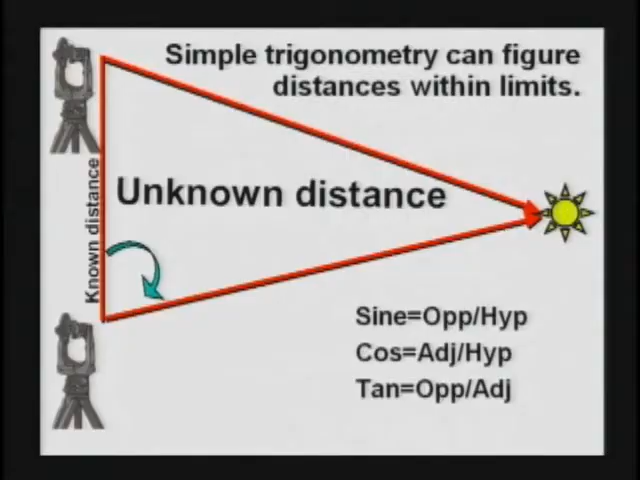 Simple trigonometry can figure
distances within limits.
Unknown distance
Known distance
Sine=Opp/Hyp
Cos=Adj/Hyp
Tan=Opp/Adj